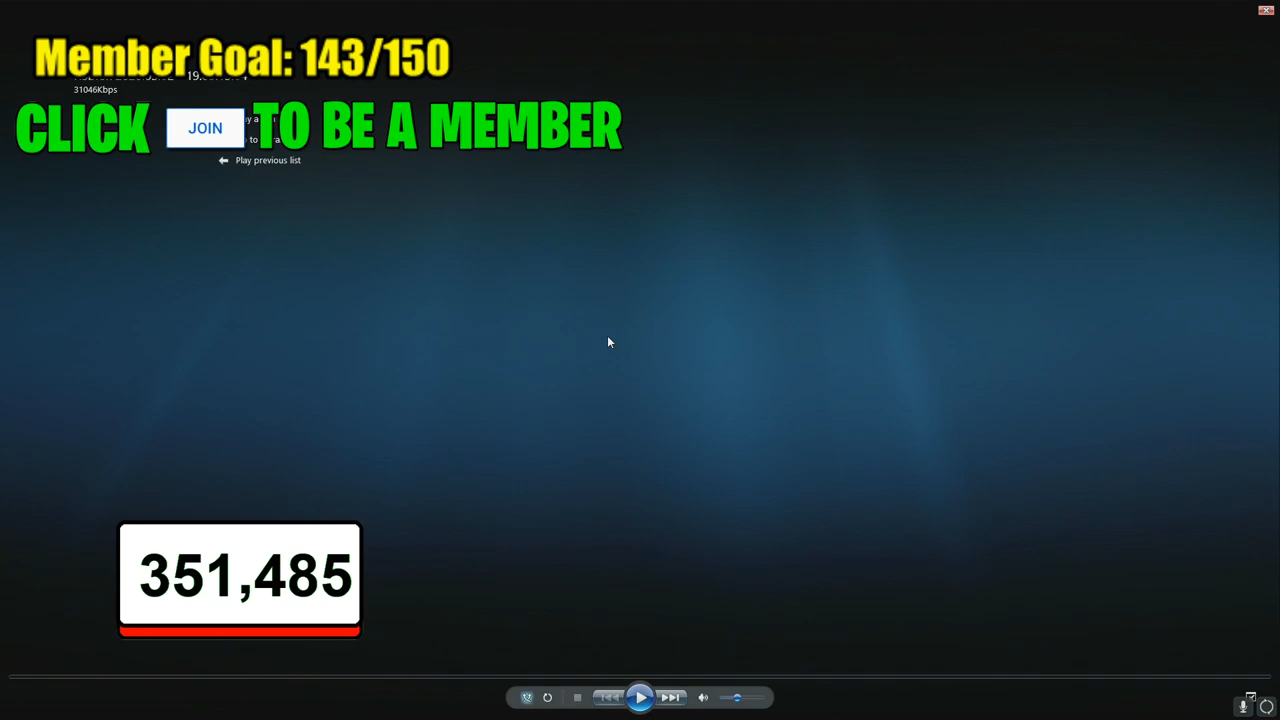 Member Goal: 143/150
31046Kbps
CLICK JOIN TO BE A MEMBER
Play previous list
351,485